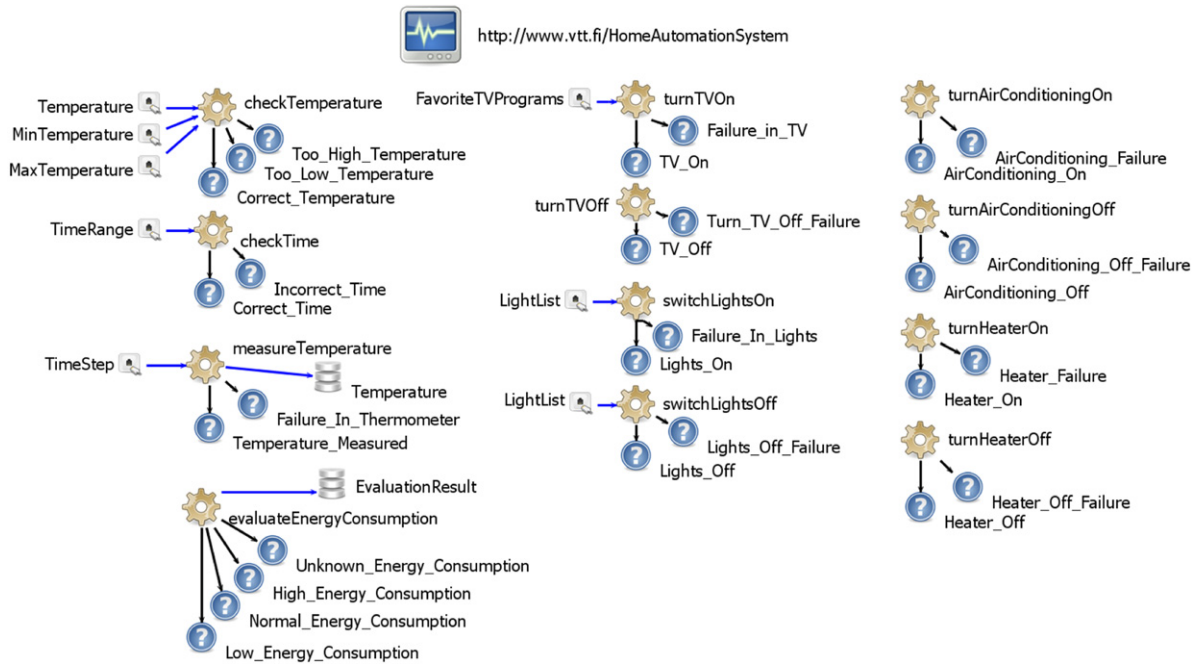 http://www.vtt.fi/HomeAutomationSystem
Temperature
MinTemperature
MaxTemperature
checkTemperature
Too_High_Temperature
Too_Low_Temperature
Correct_Temperature
TimeRange
checkTime
Incorrect_Time
Correct_Time
TimeStep
measureTemperature
Temperature
Failure_In_Thermometer
Temperature_Measured
EvaluationResult
evaluateEnergyConsumption
Unknown_Energy_Consumption
High_Energy_Consumption
Normal_Energy_Consumption
Low_Energy_Consumption
FavoriteTVPrograms
turnTVOn
Failure_in_TV
TV_On
turnTVOff
Turn_TV_Off_Failure
TV_Off
LightList
switchLightsOn
Failure_In_Lights
Lights_On
LightList
switchLightsOff
Lights_Off_Failure
Lights_Off
turnAirConditioningOn
AirConditioning_Failure
AirConditioning_On
turnAirConditioningOff
AirConditioning_Off_Failure
AirConditioning_Off
turnHeaterOn
Heater_Failure
Heater_On
turnHeaterOff
Heater_Off_Failure
Heater_Off